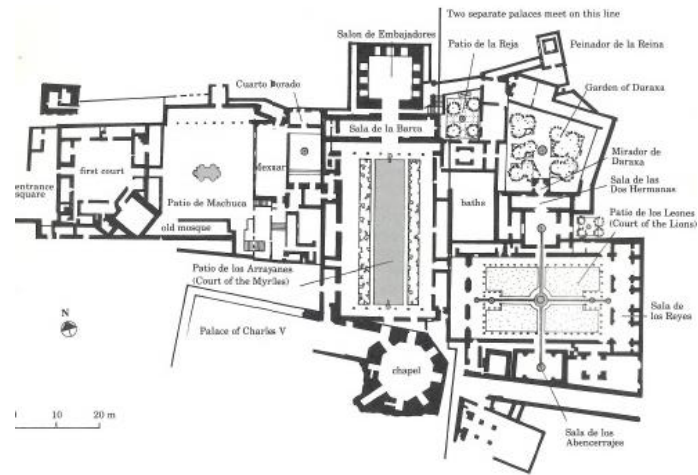 Two separate palaces meet on this line
Salon de Embajadores
Patio de la Reja
Peinador de la Reina
Cuarto Dorado
Garden of Daraxa
Sala de la Barca
first court
Mexuar
Mirador de
Daraxa
entrance
square
Sala de las
Dos Hermanas
Patio de Machuca
baths
Patio de los Leones
(Court of the Lions)
old mosque
Patio de los Arrayanes
(Court of the Myrtles)
Sala de
los Reyes
N
Palace of Charles V
chapel
10 20 m
Sala de los
Abencerrajes